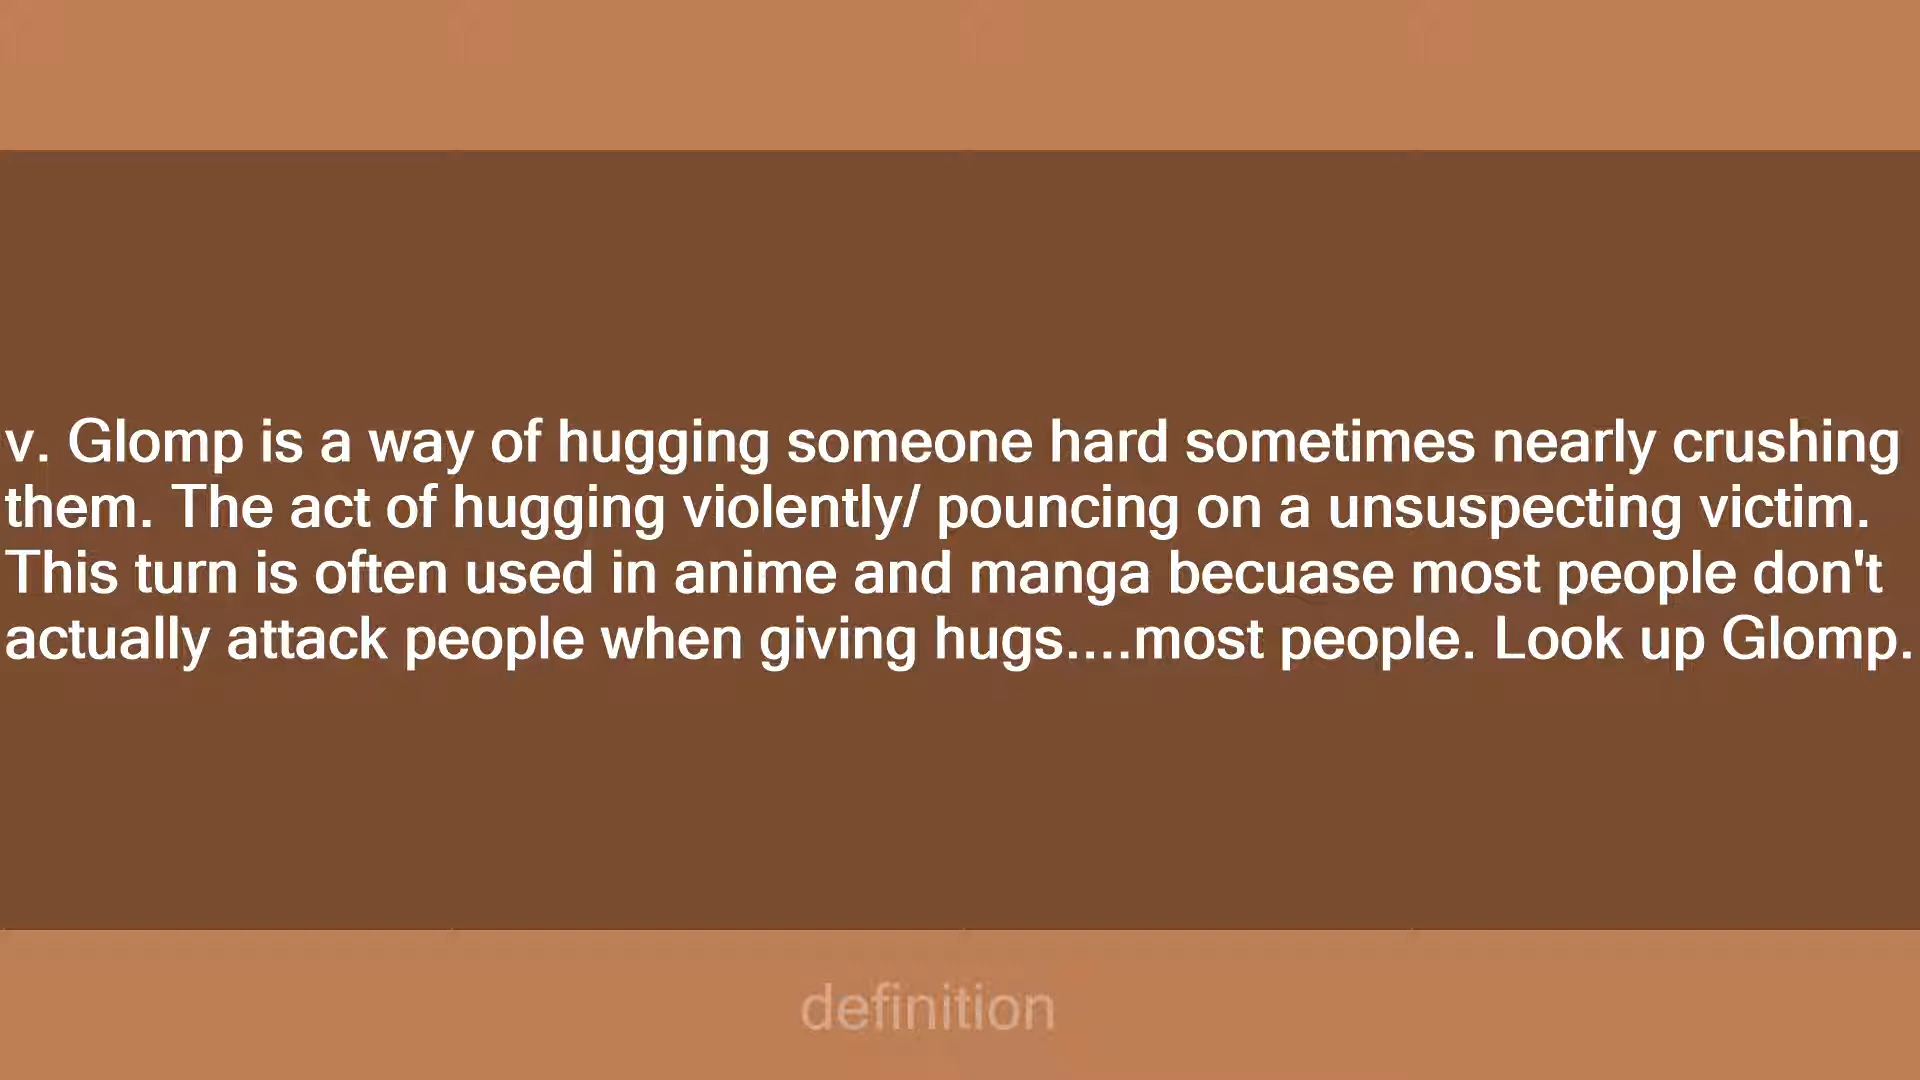 v. Glomp is a way of hugging someone hard sometimes nearly crushing
them. The act of hugging violently/ pouncing on a unsuspecting victim.
This turn is often used in anime and manga becuase most people don't
actually attack people when giving hugs....most people. Look up Glomp.
definition